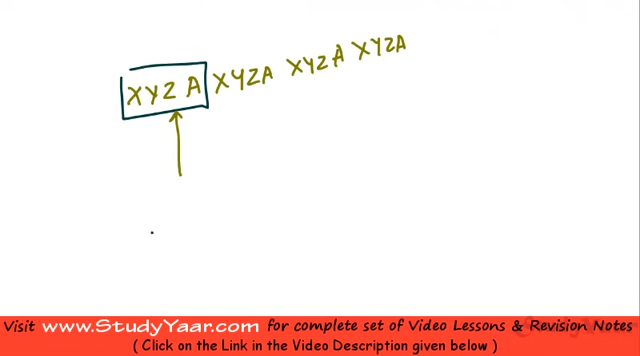 XYZA XYZA XYZA XYZA
Visit www.StudyYaar.com for complete set of Video Lessons & Revision Notes
( Click on the Link in the Video Description given below )